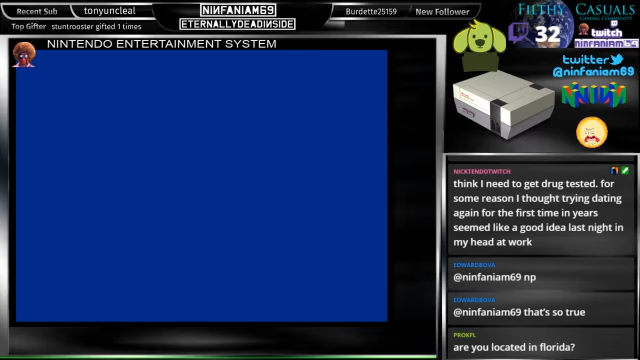 Recent Sub
tonyuncleal
NINFANIAM69
ETERNALLYDEADINSIDE
Burdette25159
New Follower
Top Gifter
stuntrooster gifted 1 times
FILTHY CASUALS
GAMING COMMUNITY
32
twitch
NINFANIAM69
NINTENDO ENTERTAINMENT SYSTEM
twitter
@ninfaniam69
NICKTENDOTWITCH
think I need to get drug tested. for
some reason I thought trying dating
again for the first time in years
seemed like a good idea last night in
my head at work
EDWARDBOVA
@ninfaniam69 np
EDWARDBOVA
@ninfaniam69 that's so true
PROKFL
are you located in florida?